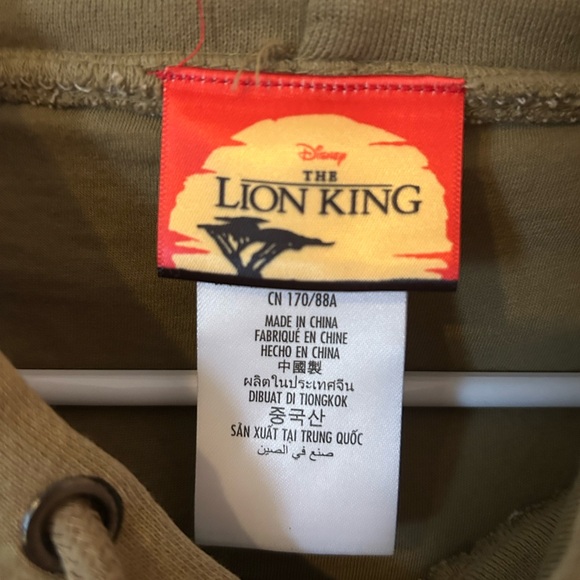 Disney
THE
LION KING
CN 170/88A
MADE IN CHINA
FABRIQUÉ EN CHINE
HECHO EN CHINA
中國製
ผลิตในประเทศจีน
DIBUAT DI TIONGKOK
중국산
SẢN XUẤT TẠI TRUNG QUỐC
صنع في الصين